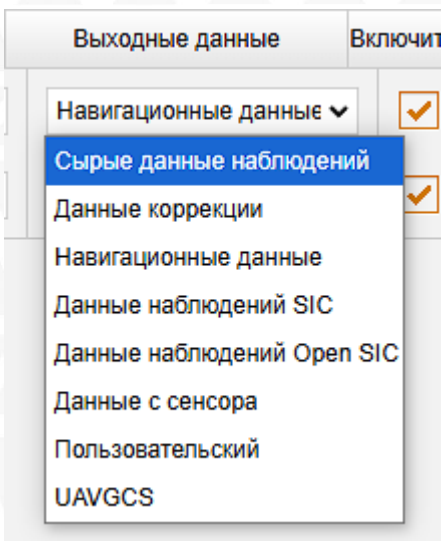 Выходные данные
Включит
Навигационные данные
Сырые данные наблюдений
Данные коррекции
Навигационные данные
Данные наблюдений SIC
Данные наблюдений Open SIC
Данные с сенсора
Пользовательский
UAVGCS